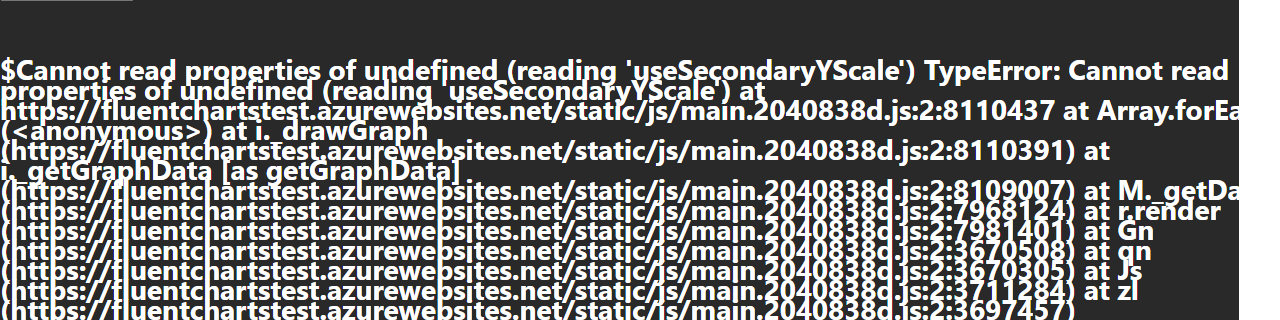 $Cannot read properties of undefined (reading 'useSecondaryYScale') TypeError: Cannot read
properties of undefined (reading 'useSecondaryYScale') at
https://fluentchartstest.azurewebsites.net/static/js/main.2040838d.js:2:8110437 at Array.forEa
(<anonymous>) at i._drawGraph
(https://fluentchartstest.azurewebsites.net/static/js/main.2040838d.js:2:8110391) at
i._getGraphData [as getGraphData]
(https://fluentchartstest.azurewebsites.net/static/js/main.2040838d.js:2:8109007) at M._getDa
(https://fluentchartstest.azurewebsites.net/static/js/main.2040838d.js:2:7968124) at r.render
(https://fluentchartstest.azurewebsites.net/static/js/main.2040838d.js:2:7981401) at Gn
(https://fluentchartstest.azurewebsites.net/static/js/main.2040838d.js:2:3670508) at qn
(https://fluentchartstest.azurewebsites.net/static/js/main.2040838d.js:2:3670305) at Js
(https://fluentchartstest.azurewebsites.net/static/js/main.2040838d.js:2:3711284) at zl
(https://fluentchartstest.azurewebsites.net/static/js/main.2040838d.js:2:3697457)